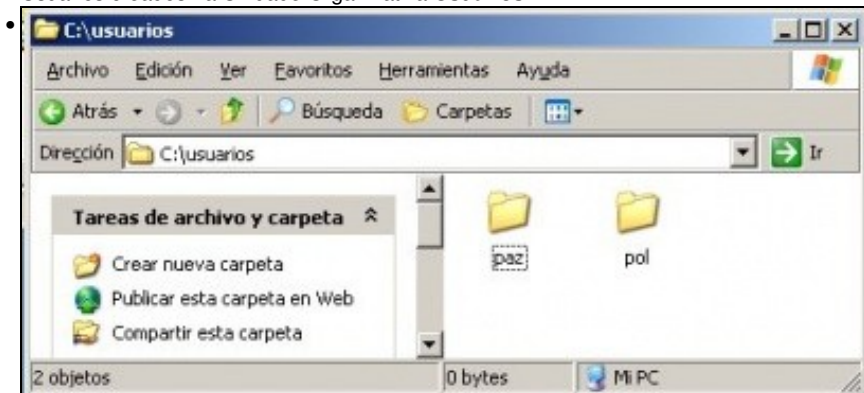 C:\usuarios
Archivo Edición Ver Favoritos Herramientas Ayuda
Atrás Búsqueda Carpetas
Dirección C:\usuarios Ir
Tareas de archivo y carpeta
Crear nueva carpeta
Publicar esta carpeta en Web
Compartir esta carpeta
paz pol
2 objetos 0 bytes Mi PC